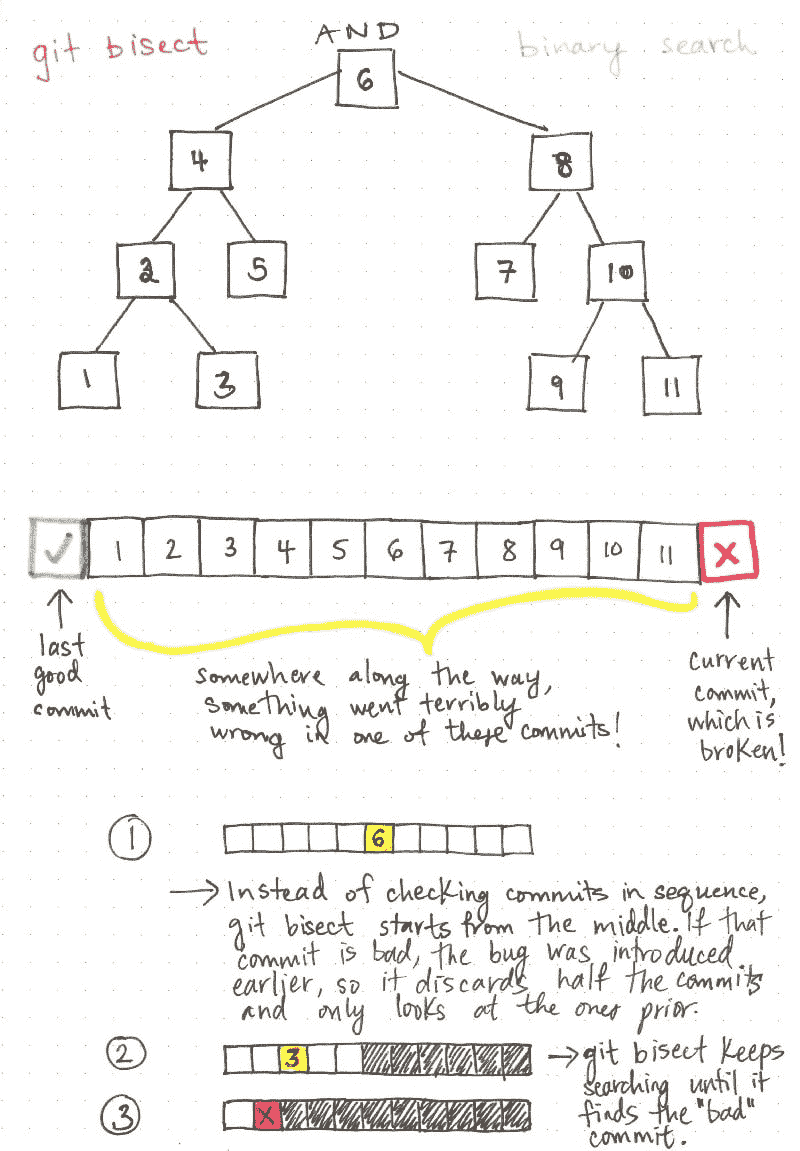 git bisect
AND
binary search
6
4
8
2
5
7
10
1
3
9
11
✓ 1 2 3 4 5 6 7 8 9 10 11 X
last
good
commit
somewhere along the way,
something went terribly
wrong in one of these commits!
current
commit,
which is
broken!
1
6
→ Instead of checking commits in sequence,
git bisect starts from the middle. If that
commit is bad, the bug was introduced
earlier, so it discards half the commits
and only looks at the ones prior.
2
3
→ git bisect keeps
searching until it
finds the "bad"
commit.
3
X